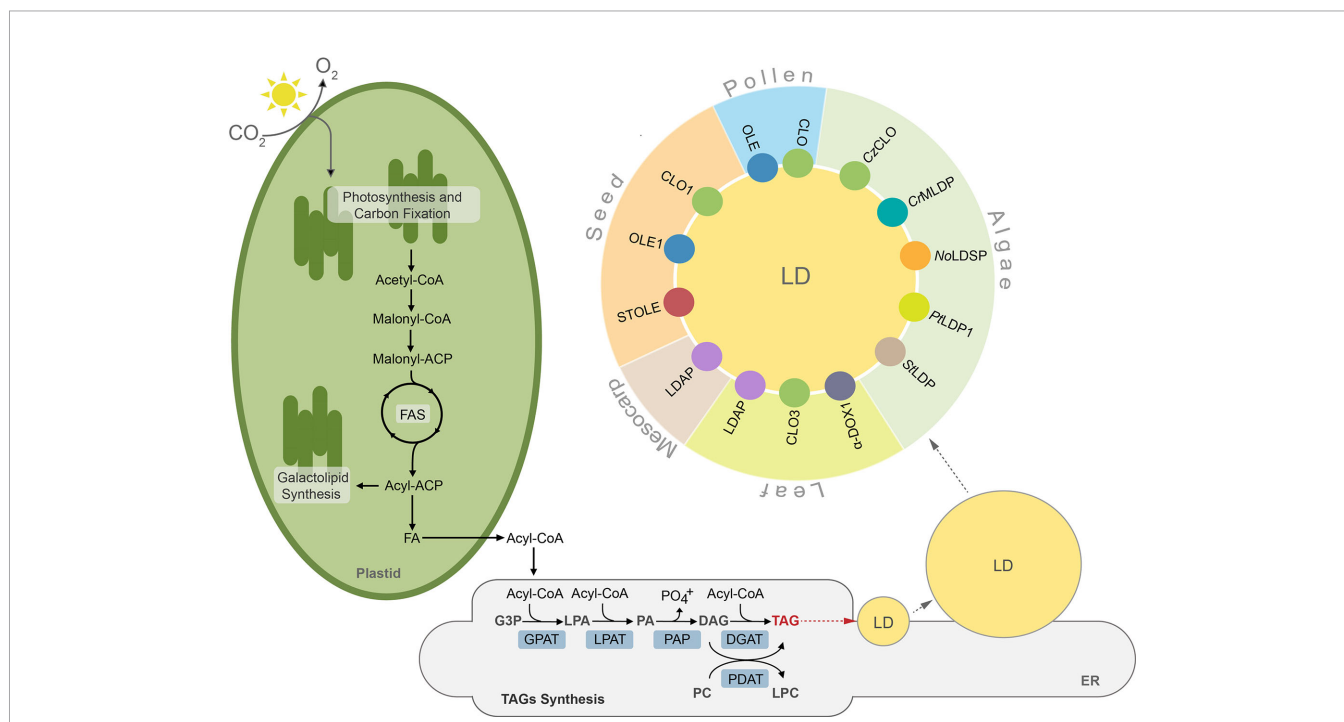 O2
CO2
Photosynthesis and
Carbon Fixation
Acetyl-CoA
Malonyl-CoA
Malonyl-ACP
FAS
Galactolipid
Synthesis
Acyl-ACP
FA
Plastid
Acyl-CoA
Acyl-CoA
Acyl-CoA
PO4+
Acyl-CoA
G3P
LPA
PA
DAG
TAG
GPAT
LPAT
PAP
DGAT
PDAT
PC
LPC
TAGs Synthesis
ER
LD
LD
LD
Pollen
OLE
CLO
Algae
CzCLO
CrMLDP
NoLDSP
PtLDP1
StLDP
Leaf
α-DOX1
CLO3
LDAP
Mesocarp
LDAP
Seed
STOLE
OLE1
CLO1